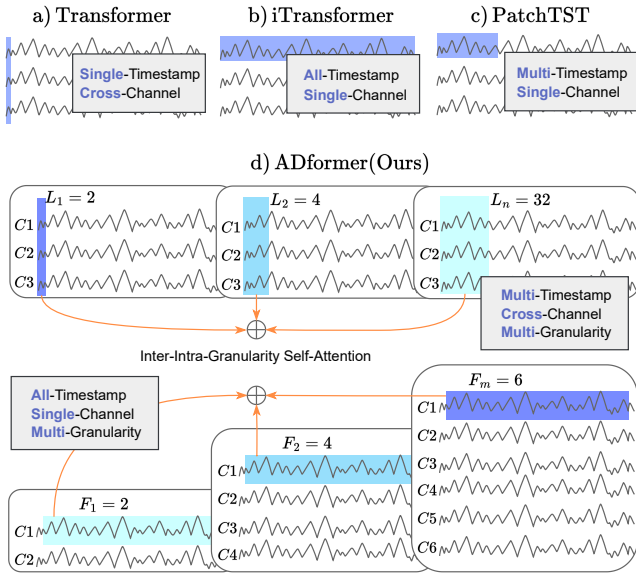 a) Transformer
b) iTransformer
c) PatchTST
Single-Timestamp
Cross-Channel
All-Timestamp
Single-Channel
Multi-Timestamp
Single-Channel
d) ADformer(Ours)
L₁ = 2
L₂ = 4
Lₙ = 32
C1
C2
C3
C1
C2
C3
C1
C2
C3
Multi-Timestamp
Cross-Channel
Multi-Granularity
Inter-Intra-Granularity Self-Attention
All-Timestamp
Single-Channel
Multi-Granularity
F₁ = 2
C1
C2
F₂ = 4
C1
C2
C3
C4
Fₘ = 6
C1
C2
C3
C4
C5
C6